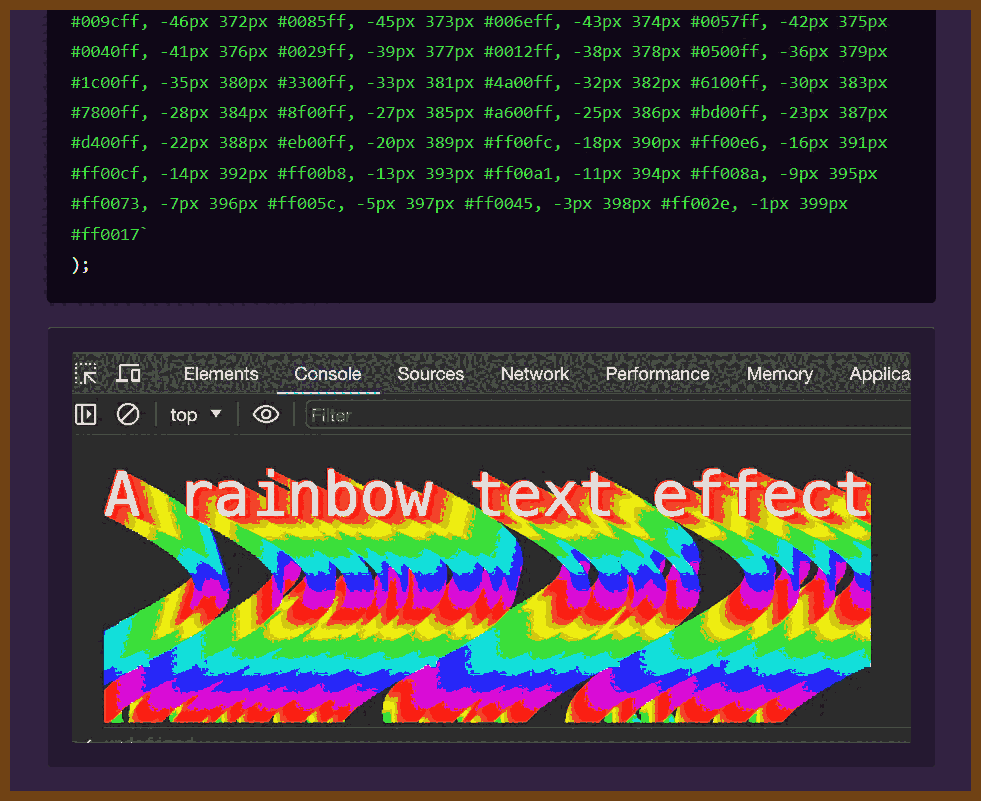 #009cff, -46px 372px #0085ff, -45px 373px #006eff, -43px 374px #0057ff, -42px 375px
#0040ff, -41px 376px #0029ff, -39px 377px #0012ff, -38px 378px #0500ff, -36px 379px
#1c00ff, -35px 380px #3300ff, -33px 381px #4a00ff, -32px 382px #6100ff, -30px 383px
#7800ff, -28px 384px #8f00ff, -27px 385px #a600ff, -25px 386px #bd00ff, -23px 387px
#d400ff, -22px 388px #eb00ff, -20px 389px #ff00fc, -18px 390px #ff00e6, -16px 391px
#ff00cf, -14px 392px #ff00b8, -13px 393px #ff00a1, -11px 394px #ff008a, -9px 395px
#ff0073, -7px 396px #ff005c, -5px 397px #ff0045, -3px 398px #ff002e, -1px 399px
#ff0017`
);
Elements Console Sources Network Performance Memory Applica
top Filter
A rainbow text effect